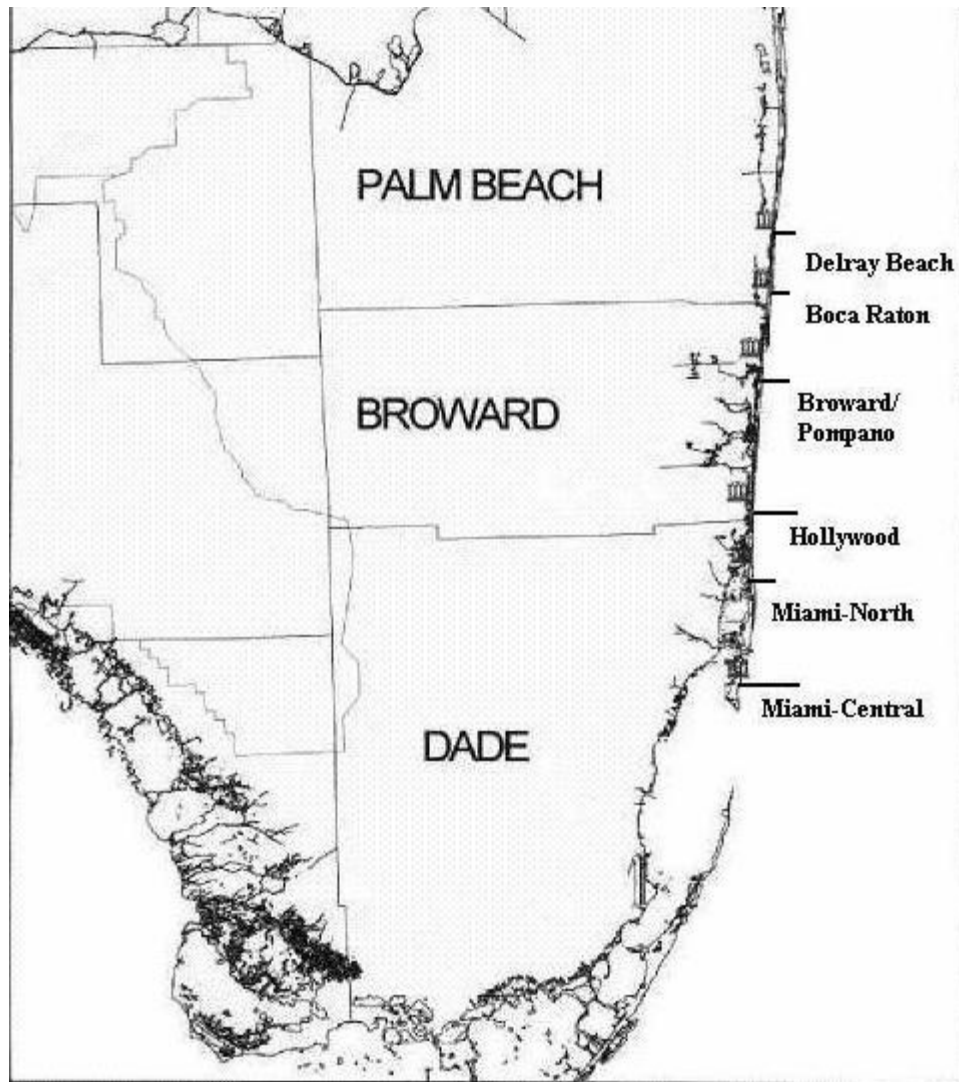 PALM BEACH
Delray Beach
Boca Raton
BROWARD
Broward/
Pompano
Hollywood
Miami-North
Miami-Central
DADE